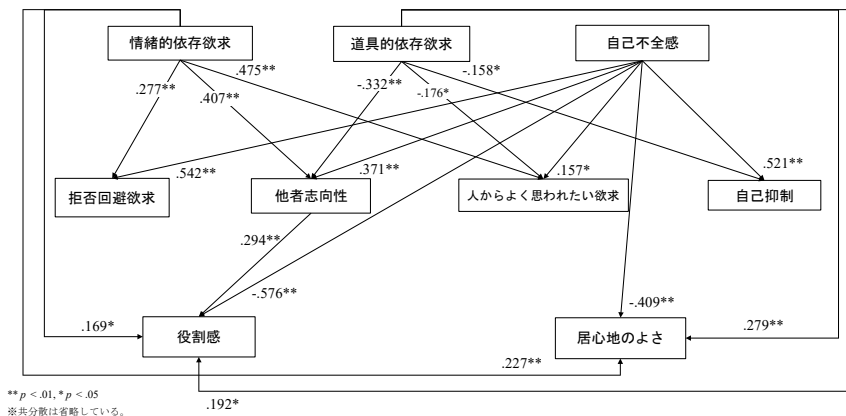 情緒的依存欲求
道具的依存欲求
自己不全感
.475**
-.158*
.277**
-.332**
.407**
-.176*
.542**
.371**
.157*
.521**
拒否回避欲求
他者志向性
人からよく思われたい欲求
自己抑制
.294**
-.576**
-.409**
.169*
役割感
居心地のよさ
.279**
.227**
** p < .01, * p < .05
.192*
※共分散は省略している。